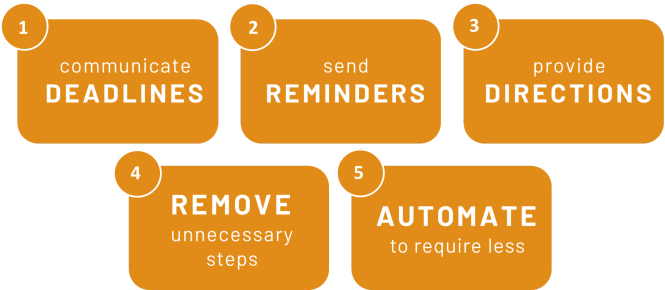 1
communicate
DEADLINES
2
send
REMINDERS
3
provide
DIRECTIONS
4
REMOVE
unnecessary
steps
5
AUTOMATE
to require less